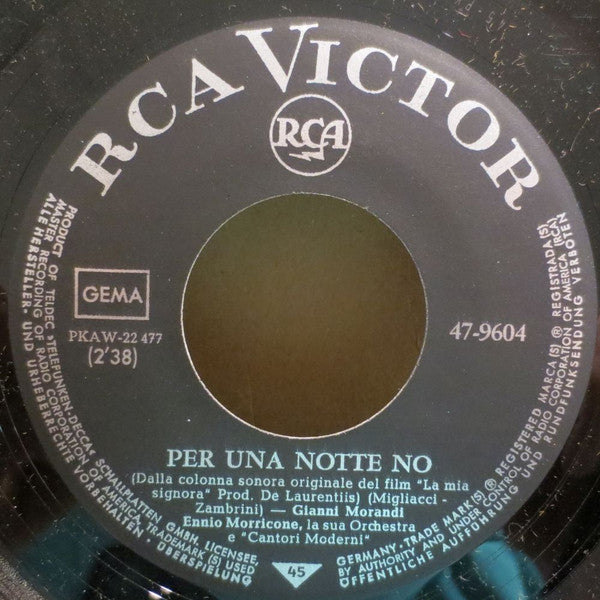 RCA VICTOR
RCA
GEMA
PKAW-22 477
(2'38)
47-9604
PER UNA NOTTE NO
(Dalla colonna sonora originale del film "La mia
signora" Prod. De Laurentiis) (Migliacci-
Zambrini) — Gianni Morandi
Ennio Morricone, la sua Orchestra
e "Cantori Moderni"
45
PRODUCT OF TELDEC »TELEFUNKEN-DECCA« SCHALLPLATTEN GMBH. LICENSEE,
MASTER RECORDING OF RADIO CORPORATION OF AMERICA, TRADEMARK(S) USED
ALLE HERSTELLER- UND URHEBERRECHTE VORBEHALTEN · ÜBERSPIELUNG
GERMANY · TRADE MARK(S) ® REGISTERED MARCA(S) ® REGISTRADA(S)
BY AUTHORITY AND UNDER CONTROL OF RADIO CORPORATION OF AMERICA (RCA)
ÖFFENTLICHE AUFFÜHRUNG UND RUNDFUNKSENDUNG VERBOTEN